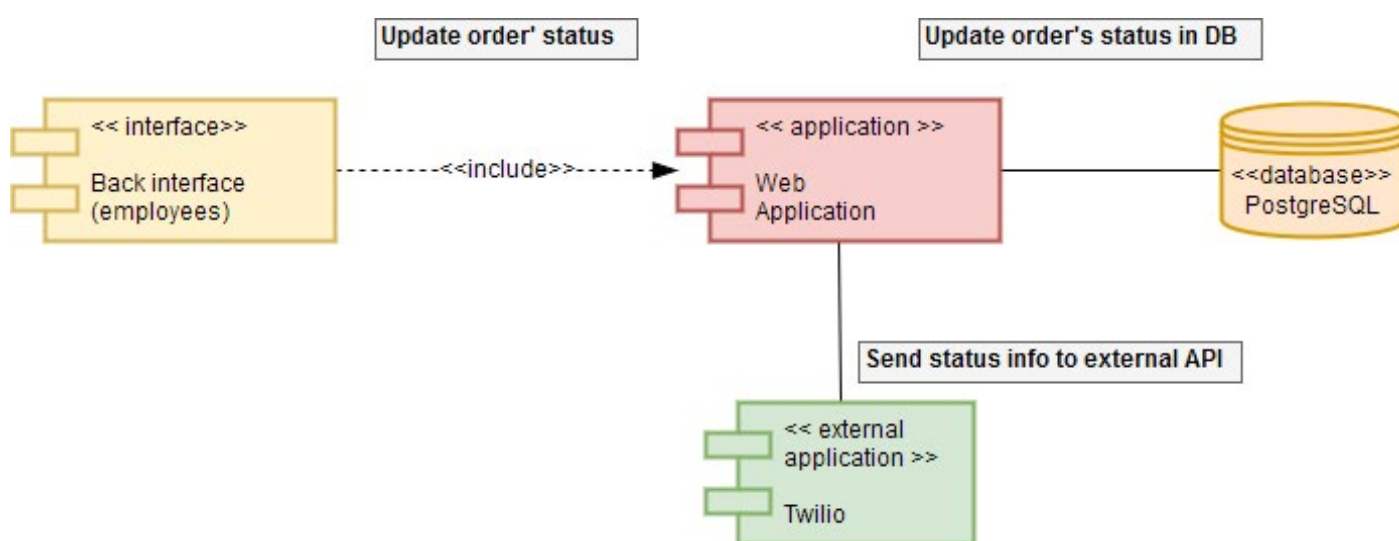 Update order' status
Update order's status in DB
<< interface>>
Back interface
(employees)
<<include>>
<< application >>
Web
Application
<<database>>
PostgreSQL
Send status info to external API
<< external
application >>
Twilio